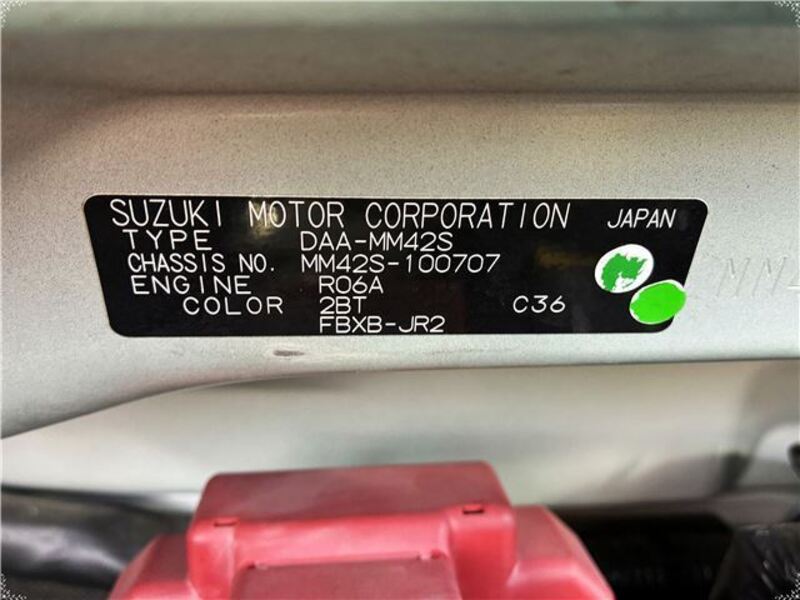 SUZUKI MOTOR CORPORATION JAPAN
TYPE DAA-MM42S
CHASSIS NO. MM42S-100707
ENGINE R06A
COLOR 2BT C36
FBXB-JR2